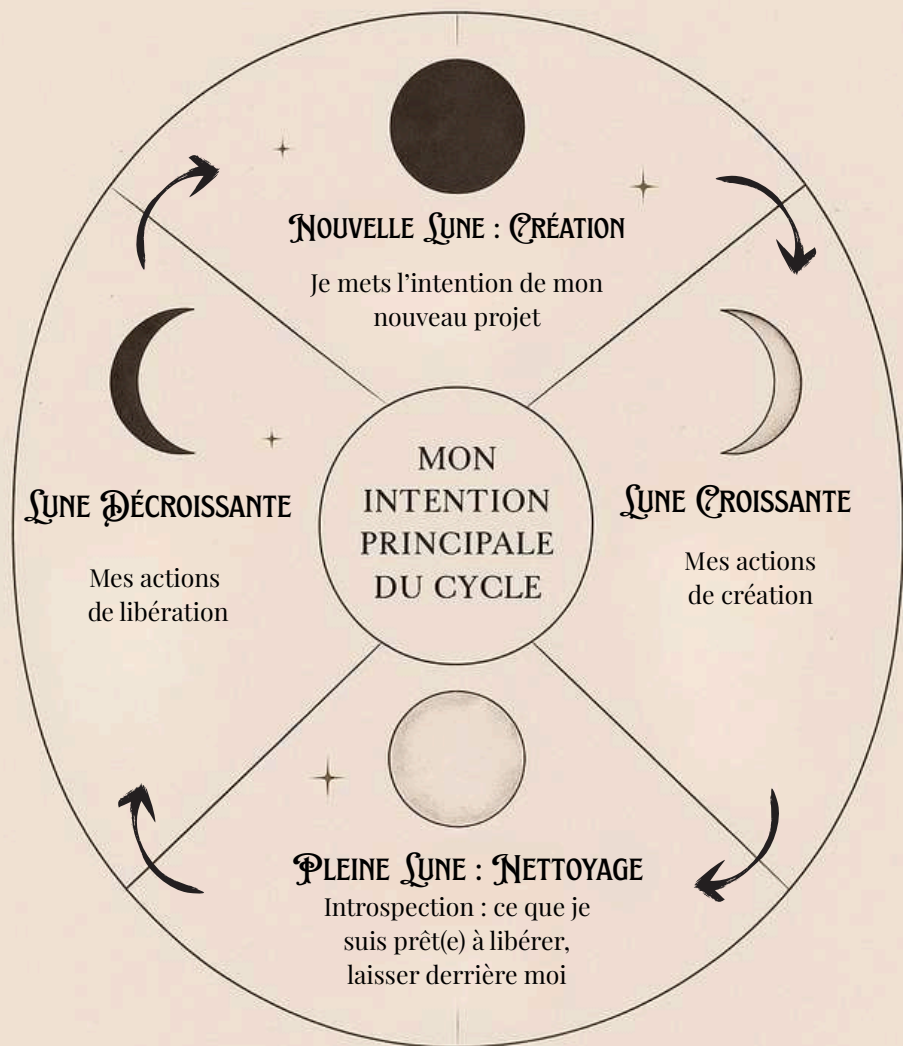 Nouvelle Lune : Création
Je mets l’intention de mon
nouveau projet
Lune Croissante
Mes actions
de création
Pleine Lune : Nettoyage
Introspection : ce que je
suis prêt(e) à libérer,
laisser derrière moi
Lune Décroissante
Mes actions
de libération
MON
INTENTION
PRINCIPALE
DU CYCLE